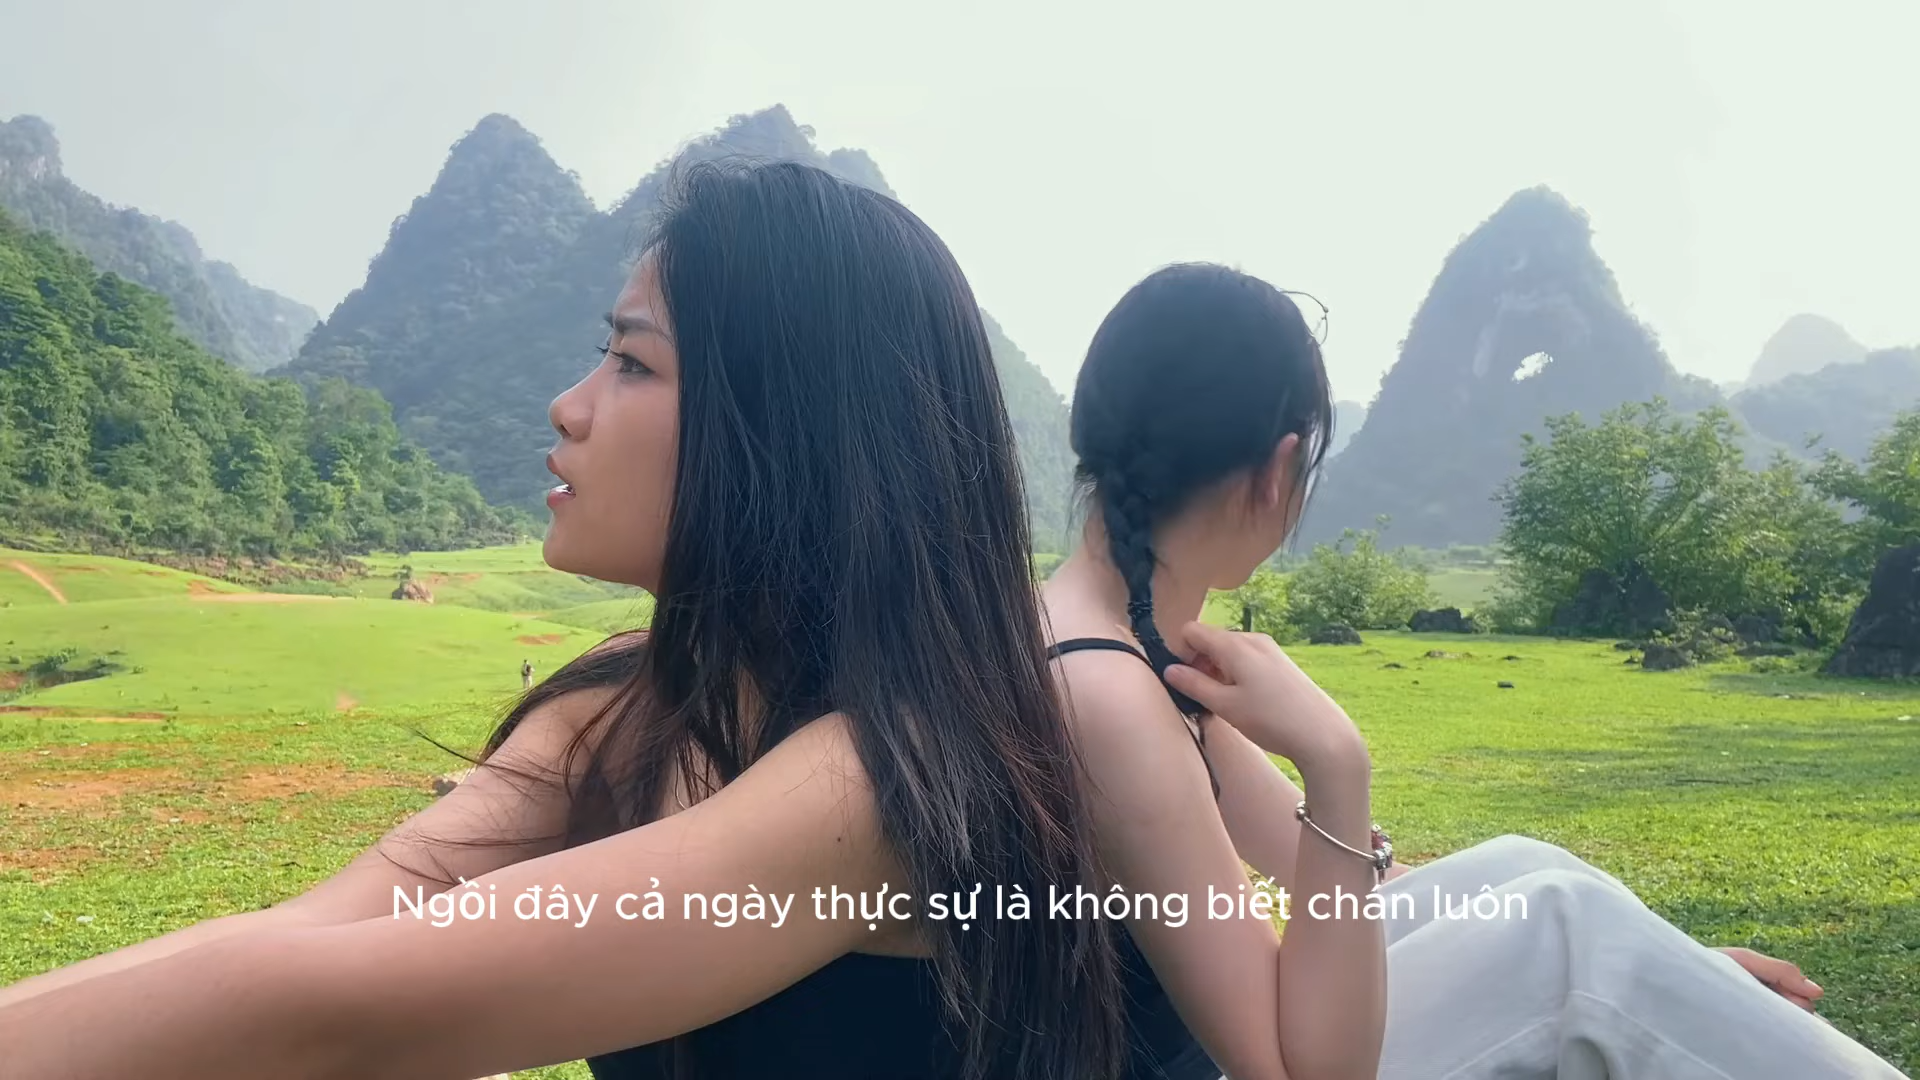 Ngồi đây cả ngày thực sự là không biết chán luôn